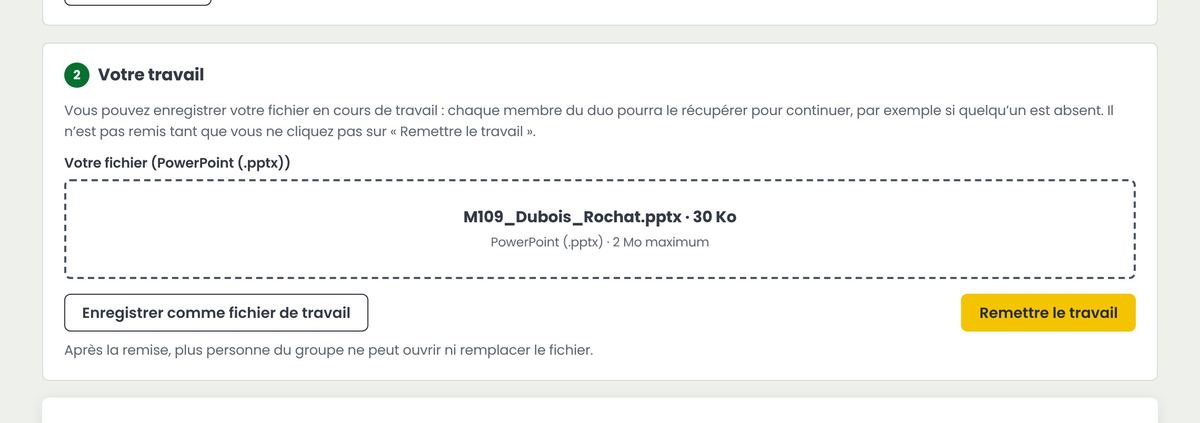 2 Votre travail
Vous pouvez enregistrer votre fichier en cours de travail : chaque membre du duo pourra le récupérer pour continuer, par exemple si quelqu’un est absent. Il
n’est pas remis tant que vous ne cliquez pas sur « Remettre le travail ».
Votre fichier (PowerPoint (.pptx))
M109_Dubois_Rochat.pptx · 30 Ko
PowerPoint (.pptx) · 2 Mo maximum
Enregistrer comme fichier de travail
Remettre le travail
Après la remise, plus personne du groupe ne peut ouvrir ni remplacer le fichier.